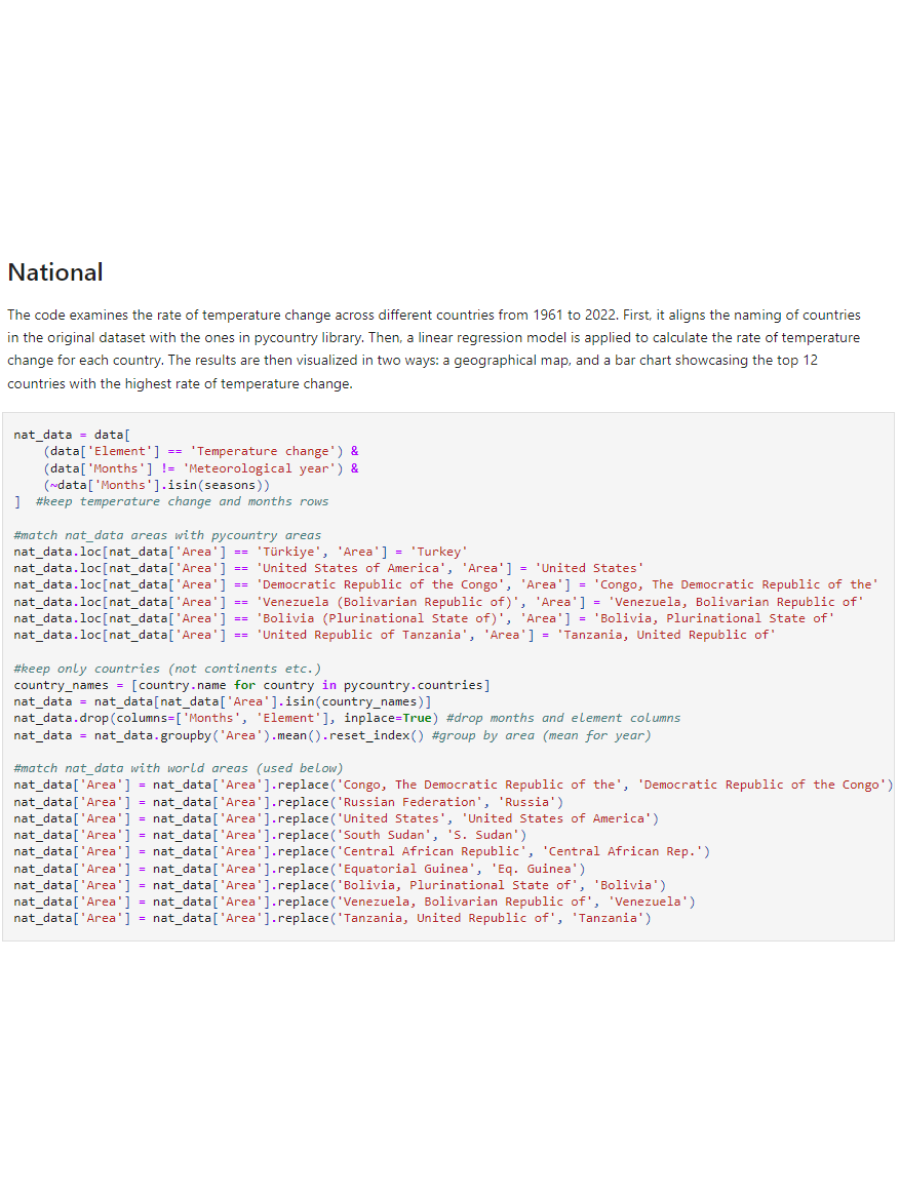 National
The code examines the rate of temperature change across different countries from 1961 to 2022. First, it aligns the naming of countries
in the original dataset with the ones in pycountry library. Then, a linear regression model is applied to calculate the rate of temperature
change for each country. The results are then visualized in two ways: a geographical map, and a bar chart showcasing the top 12
countries with the highest rate of temperature change.
nat_data = data[
    (data['Element'] == 'Temperature change') &
    (data['Months'] != 'Meteorological year') &
    (~data['Months'].isin(seasons))
]  #keep temperature change and months rows
#match nat_data areas with pycountry areas
nat_data.loc[nat_data['Area'] == 'Türkiye', 'Area'] = 'Turkey'
nat_data.loc[nat_data['Area'] == 'United States of America', 'Area'] = 'United States'
nat_data.loc[nat_data['Area'] == 'Democratic Republic of the Congo', 'Area'] = 'Congo, The Democratic Republic of the'
nat_data.loc[nat_data['Area'] == 'Venezuela (Bolivarian Republic of)', 'Area'] = 'Venezuela, Bolivarian Republic of'
nat_data.loc[nat_data['Area'] == 'Bolivia (Plurinational State of)', 'Area'] = 'Bolivia, Plurinational State of'
nat_data.loc[nat_data['Area'] == 'United Republic of Tanzania', 'Area'] = 'Tanzania, United Republic of'
#keep only countries (not continents etc.)
country_names = [country.name for country in pycountry.countries]
nat_data = nat_data[nat_data['Area'].isin(country_names)]
nat_data.drop(columns=['Months', 'Element'], inplace=True) #drop months and element columns
nat_data = nat_data.groupby('Area').mean().reset_index() #group by area (mean for year)
#match nat_data with world areas (used below)
nat_data['Area'] = nat_data['Area'].replace('Congo, The Democratic Republic of the', 'Democratic Republic of the Congo')
nat_data['Area'] = nat_data['Area'].replace('Russian Federation', 'Russia')
nat_data['Area'] = nat_data['Area'].replace('United States', 'United States of America')
nat_data['Area'] = nat_data['Area'].replace('South Sudan', 'S. Sudan')
nat_data['Area'] = nat_data['Area'].replace('Central African Republic', 'Central African Rep.')
nat_data['Area'] = nat_data['Area'].replace('Equatorial Guinea', 'Eq. Guinea')
nat_data['Area'] = nat_data['Area'].replace('Bolivia, Plurinational State of', 'Bolivia')
nat_data['Area'] = nat_data['Area'].replace('Venezuela, Bolivarian Republic of', 'Venezuela')
nat_data['Area'] = nat_data['Area'].replace('Tanzania, United Republic of', 'Tanzania')